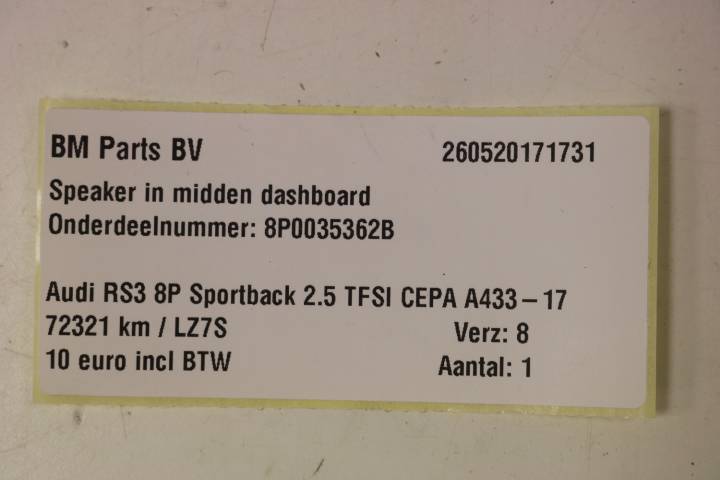 BM Parts BV 260520171731
Speaker in midden dashboard
Onderdeelnummer: 8P0035362B
Audi RS3 8P Sportback 2.5 TFSI CEPA A433-17
72321 km / LZ7S Verz: 8
10 euro incl BTW Aantal: 1